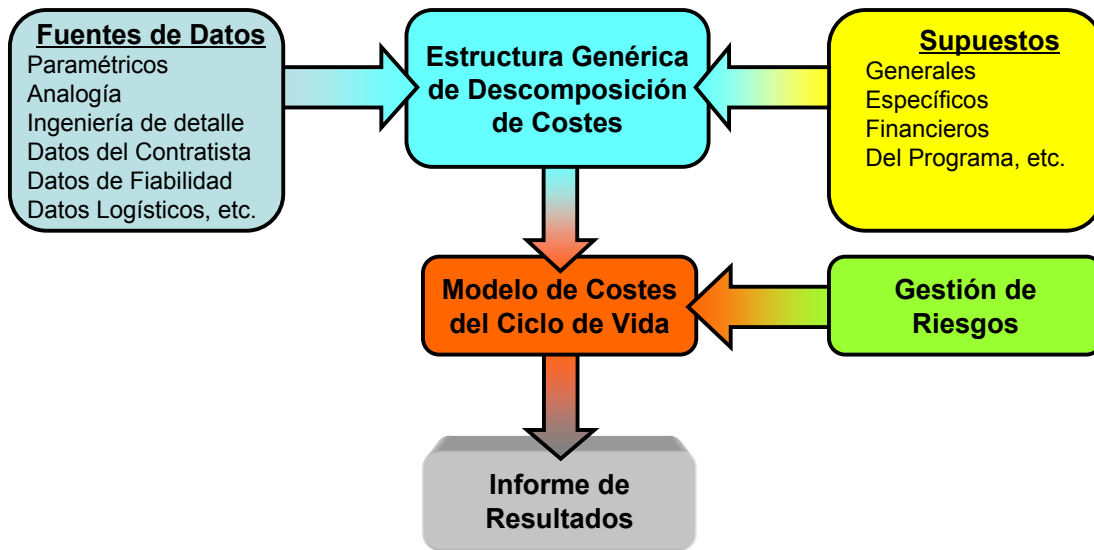 Fuentes de Datos
Paramétricos
Analogía
Ingeniería de detalle
Datos del Contratista
Datos de Fiabilidad
Datos Logísticos, etc.
Estructura Genérica
de Descomposición
de Costes
Supuestos
Generales
Específicos
Financieros
Del Programa, etc.
Modelo de Costes
del Ciclo de Vida
Gestión de
Riesgos
Informe de
Resultados